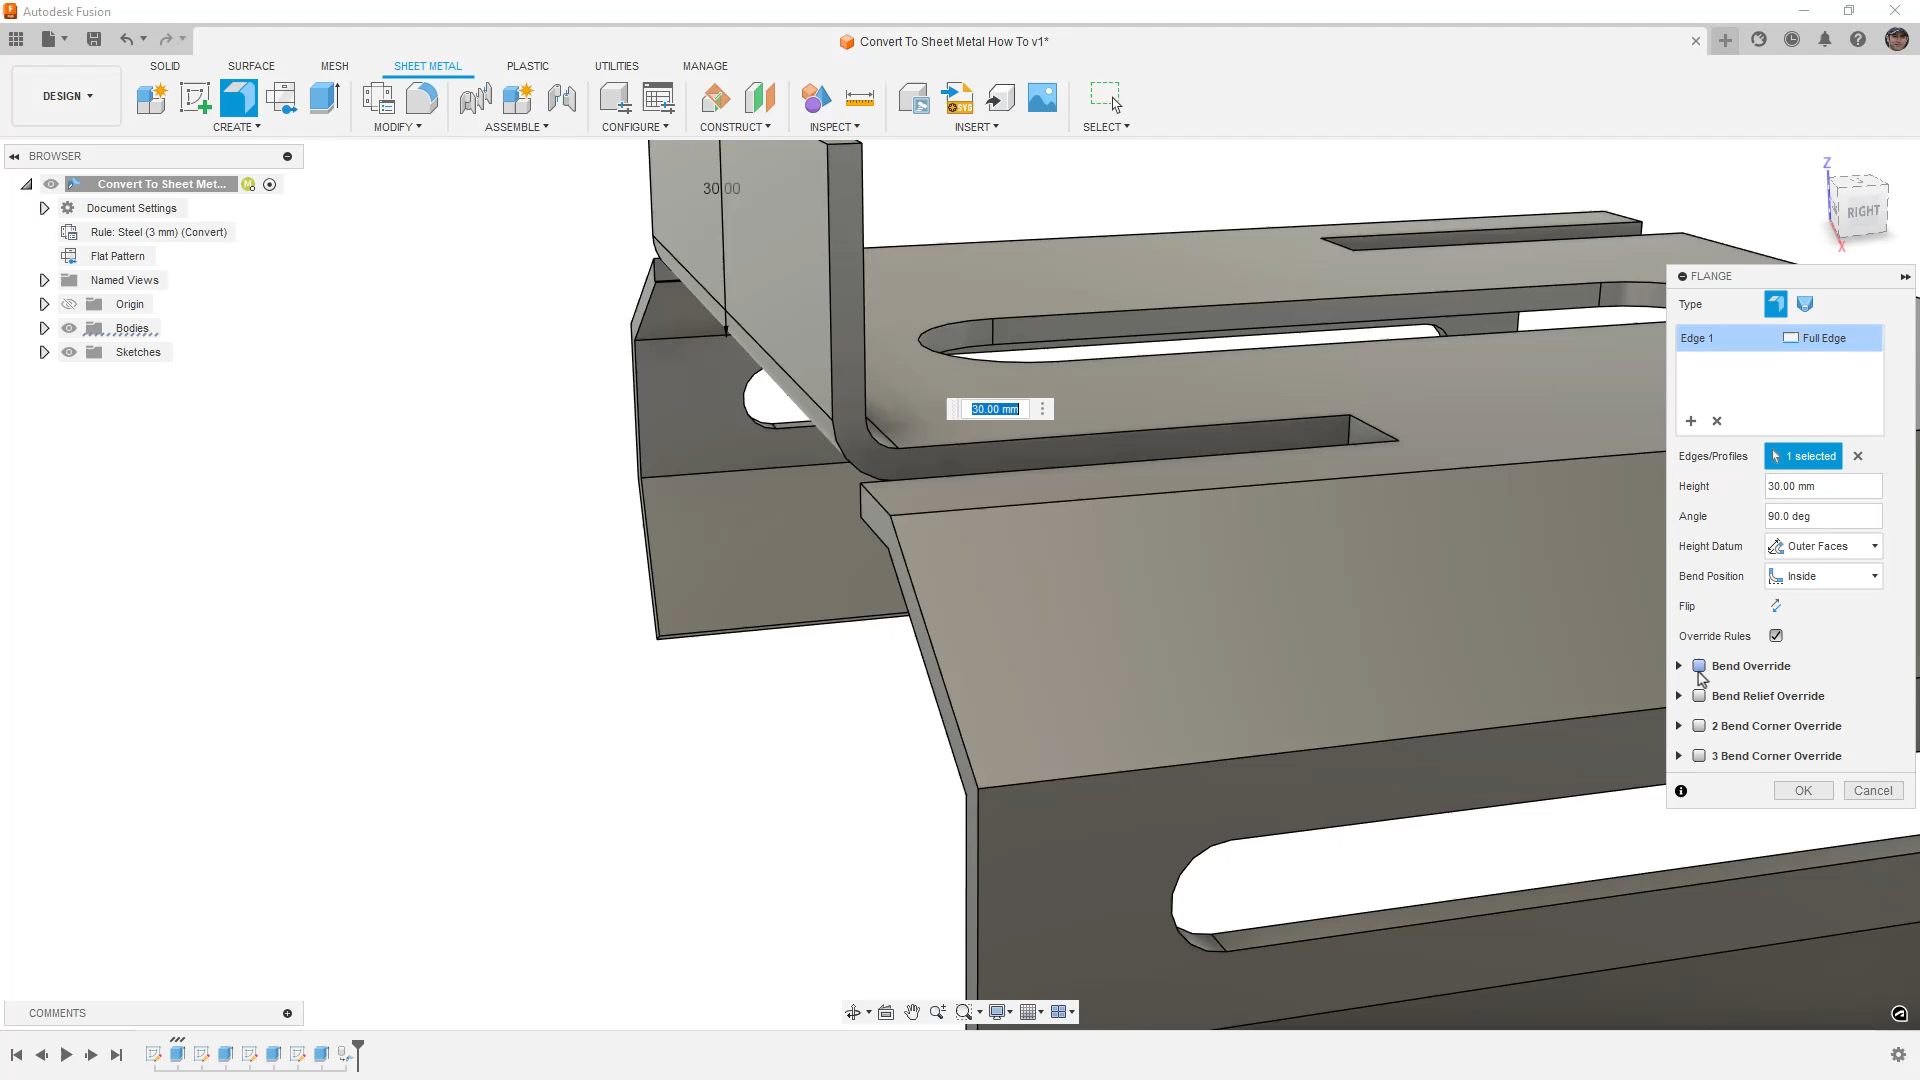 Autodesk Fusion
Convert To Sheet Metal How To v1*
SOLID SURFACE MESH SHEET METAL PLASTIC UTILITIES MANAGE
DESIGN
CREATE MODIFY ASSEMBLE CONFIGURE CONSTRUCT INSPECT INSERT SELECT
SVG
BROWSER
Convert To Sheet Met...
M
Document Settings
Rule: Steel (3 mm) (Convert)
Flat Pattern
Named Views
Origin
Bodies
Sketches
30.00
30.00 mm
Z
RIGHT
X
FLANGE
Type
Edge 1 Full Edge
Edges/Profiles 1 selected
Height 30.00 mm
Angle 90.0 deg
Height Datum Outer Faces
Bend Position Inside
Flip
Override Rules
Bend Override
Bend Relief Override
2 Bend Corner Override
3 Bend Corner Override
OK Cancel
COMMENTS